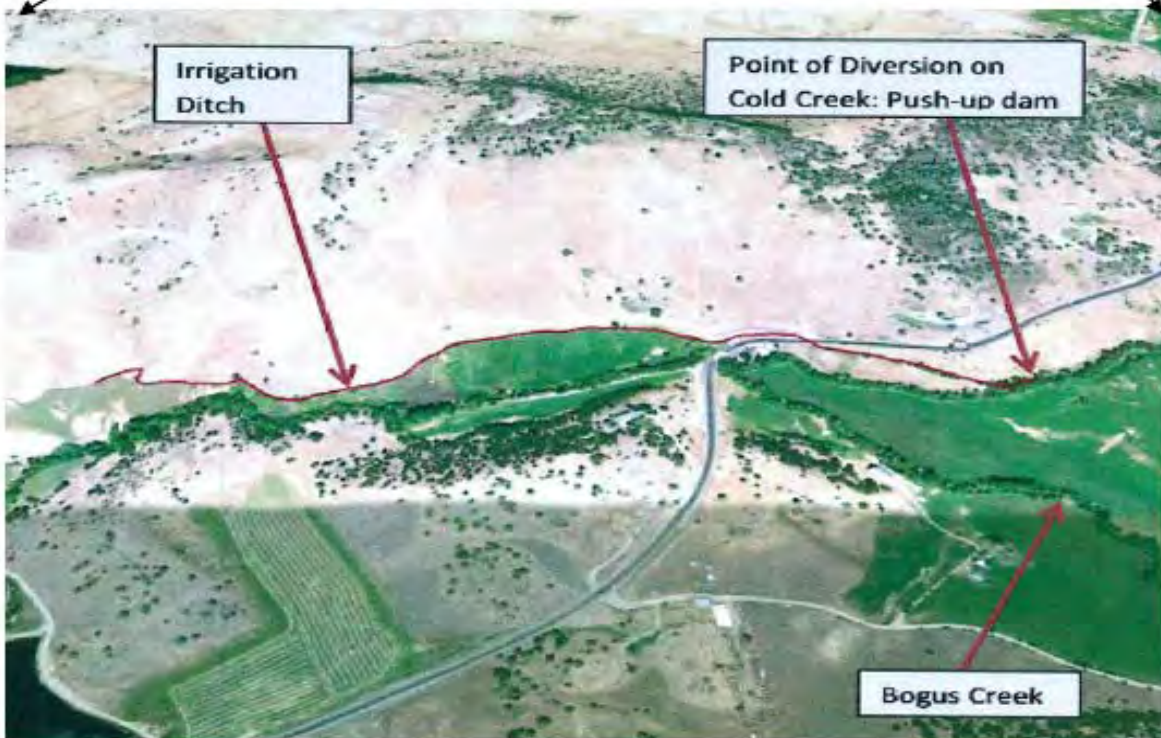 Irrigation
Ditch
Point of Diversion on
Cold Creek: Push-up dam
Bogus Creek